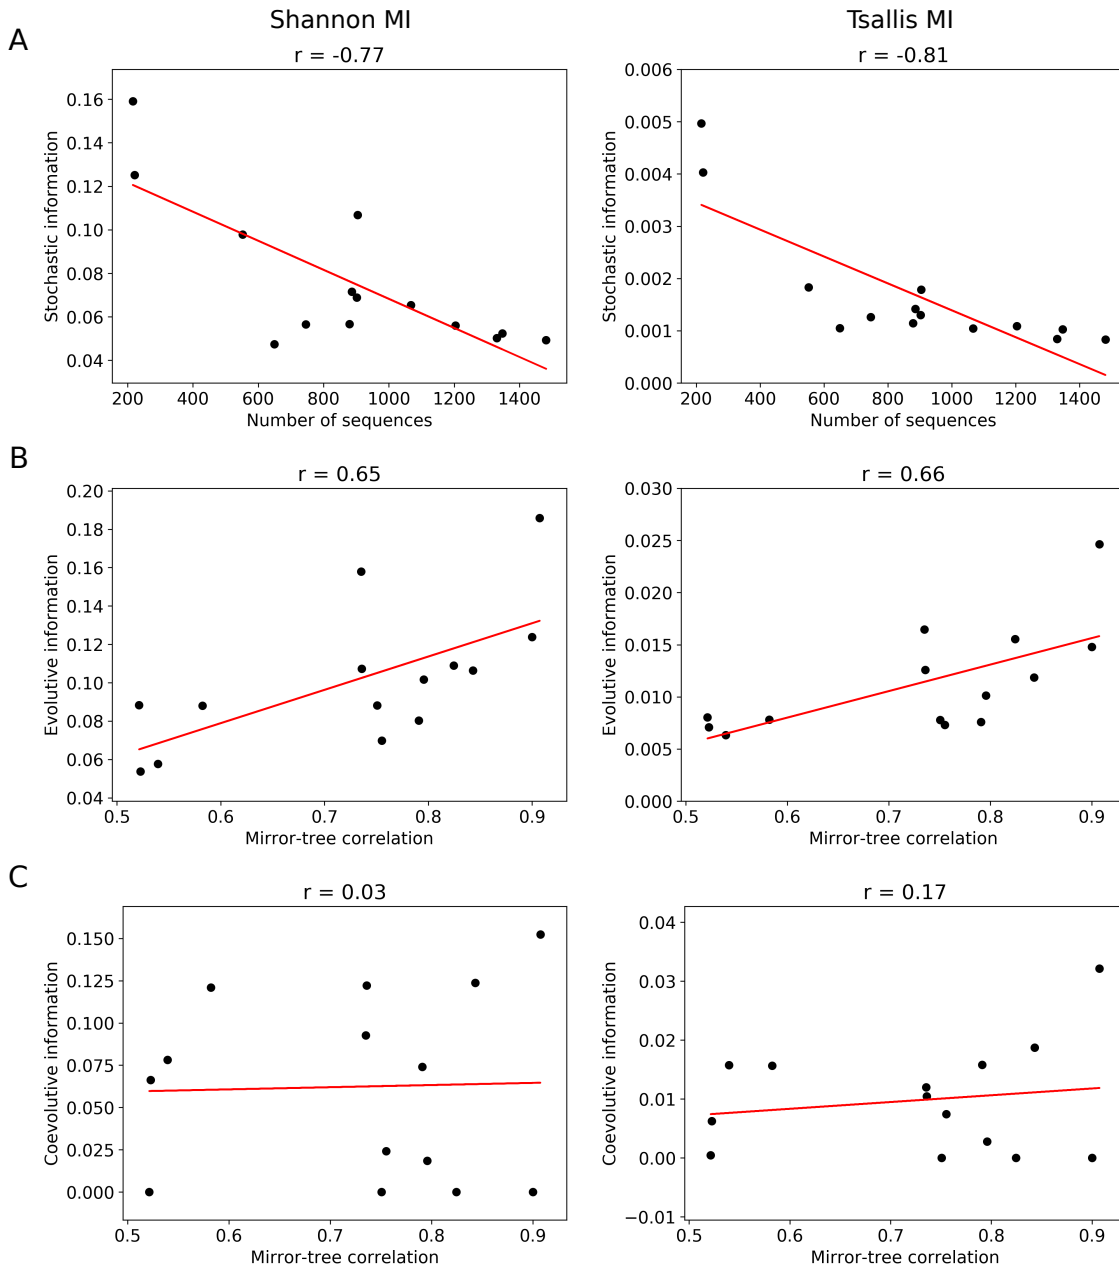 Shannon MI
Tsallis MI
A
r = -0.77
r = -0.81
Stochastic information
0.16
0.14
0.12
0.10
0.08
0.06
0.04
200 400 600 800 1000 1200 1400
Number of sequences
Stochastic information
0.006
0.005
0.004
0.003
0.002
0.001
0.000
200 400 600 800 1000 1200 1400
Number of sequences
B
r = 0.65
r = 0.66
Evolutive information
0.20
0.18
0.16
0.14
0.12
0.10
0.08
0.06
0.04
0.5 0.6 0.7 0.8 0.9
Mirror-tree correlation
Evolutive information
0.030
0.025
0.020
0.015
0.010
0.005
0.000
0.5 0.6 0.7 0.8 0.9
Mirror-tree correlation
C
r = 0.03
r = 0.17
Coevolutive information
0.150
0.125
0.100
0.075
0.050
0.025
0.000
0.5 0.6 0.7 0.8 0.9
Mirror-tree correlation
Coevolutive information
0.04
0.03
0.02
0.01
0.00
−0.01
0.5 0.6 0.7 0.8 0.9
Mirror-tree correlation